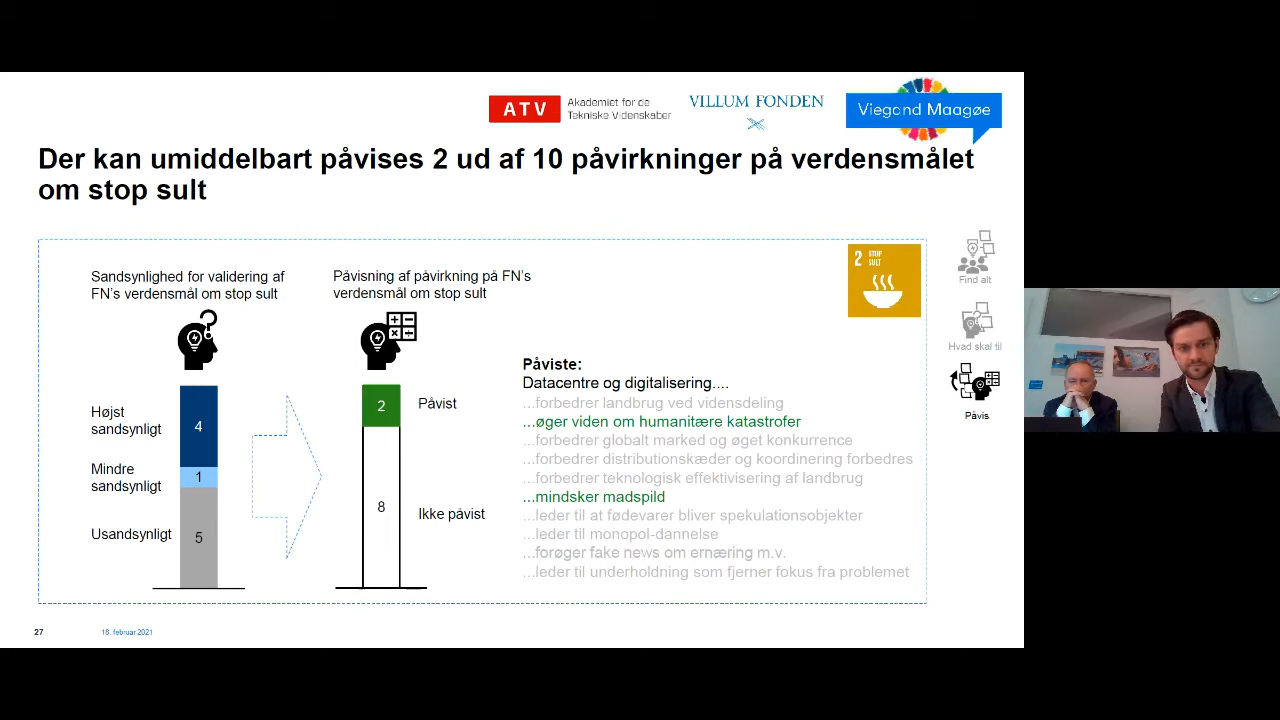 ATV
Akademiet for de
Tekniske Videnskaber
VILLUM FONDEN
Viegand Maagøe
Der kan umiddelbart påvises 2 ud af 10 påvirkninger på verdensmålet
om stop sult
2 STOP
SULT
Sandsynlighed for validering af
FN's verdensmål om stop sult
Påvisning af påvirkning på FN's
verdensmål om stop sult
Højst
sandsynligt
4
Mindre
sandsynligt
1
Usandsynligt
5
2
Påvist
8
Ikke påvist
Påviste:
Datacentre og digitalisering....
...forbedrer landbrug ved vidensdeling
...øger viden om humanitære katastrofer
...forbedrer globalt marked og øget konkurrence
...forbedrer distributionskæder og koordinering forbedres
...forbedrer teknologisk effektivisering af landbrug
...mindsker madspild
...leder til at fødevarer bliver spekulationsobjekter
...leder til monopol-dannelse
...forøger fake news om ernæring m.v.
...leder til underholdning som fjerner fokus fra problemet
Find alt
Hvad skal til
Påvis
27
18. februar 2021